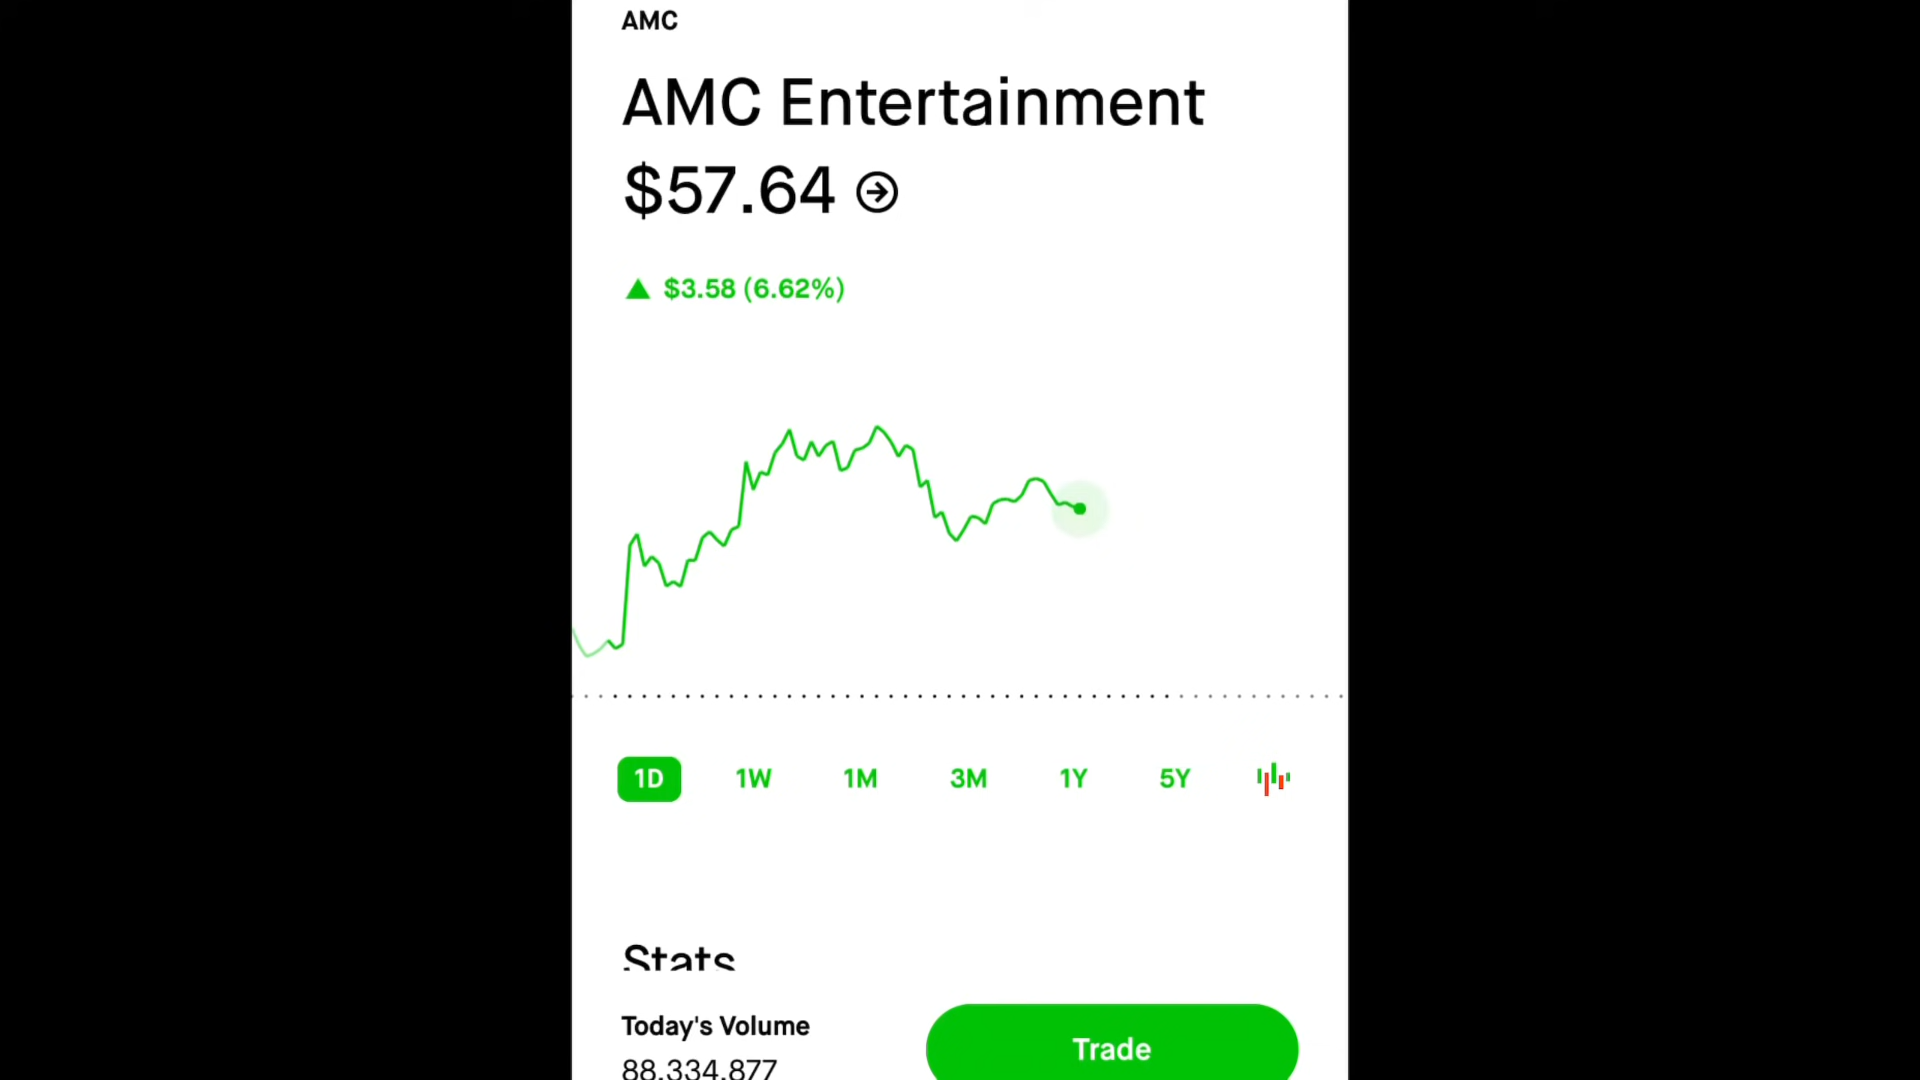 AMC
AMC Entertainment
$57.64
$3.58 (6.62%)
1D 1W 1M 3M 1Y 5Y
Stats
Today's Volume
88,334,877
Trade